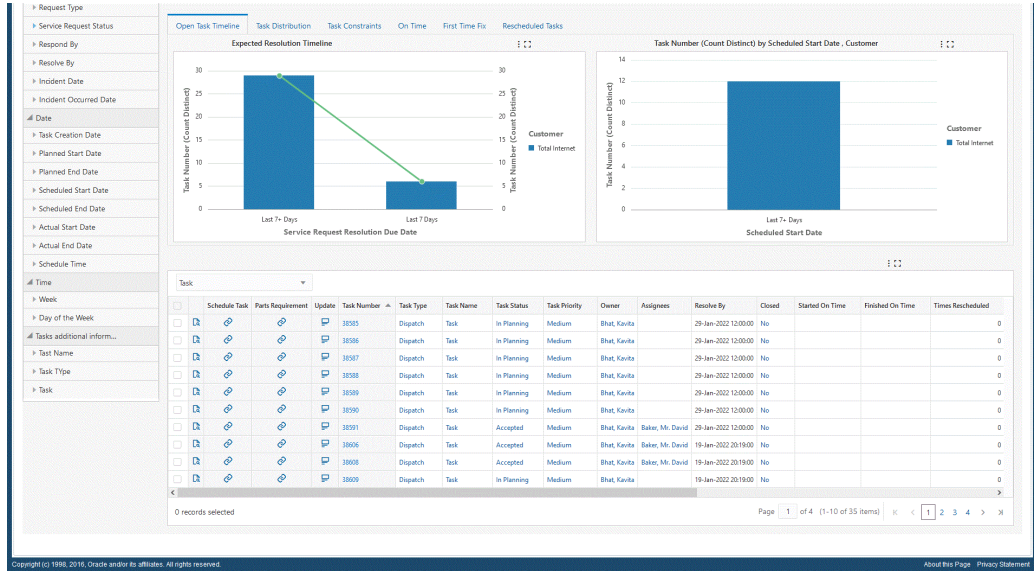 Request Type
Service Request Status
Respond By
Resolve By
Incident Date
Incident Occurred Date
Date
Task Creation Date
Planned Start Date
Planned End Date
Scheduled Start Date
Scheduled End Date
Actual Start Date
Actual End Date
Schedule Time
Time
Week
Day of the Week
Tasks additional inform...
Tast Name
Task TYpe
Task
Open Task Timeline Task Distribution Task Constraints On Time First Time Fix Rescheduled Tasks
Expected Resolution Timeline
Task Number (Count Distinct)
30
25
20
15
10
5
0
30
25
20
15
10
5
0
Task Number (Count Distinct)
Last 7+ Days Last 7 Days
Service Request Resolution Due Date
Customer
Total Internet
Task Number (Count Distinct) by Scheduled Start Date , Customer
Task Number (Count Distinct)
14
12
10
8
6
4
2
0
Last 7+ Days
Scheduled Start Date
Customer
Total Internet
Task
Schedule Task Parts Requirement Update Task Number Task Type Task Name Task Status Task Priority Owner Assignees Resolve By Closed Started On Time Finished On Time Times Rescheduled
38585 Dispatch Task In Planning Medium Bhat, Kavita 29-Jan-2022 12:00:00 No 0
38586 Dispatch Task In Planning Medium Bhat, Kavita 29-Jan-2022 12:00:00 No 0
38587 Dispatch Task In Planning Medium Bhat, Kavita 29-Jan-2022 12:00:00 No 0
38588 Dispatch Task In Planning Medium Bhat, Kavita 29-Jan-2022 12:00:00 No 0
38589 Dispatch Task In Planning Medium Bhat, Kavita 29-Jan-2022 12:00:00 No 0
38590 Dispatch Task In Planning Medium Bhat, Kavita 29-Jan-2022 12:00:00 No 0
38591 Dispatch Task Accepted Medium Bhat, Kavita Baker, Mr. David 29-Jan-2022 12:00:00 No 0
38606 Dispatch Task Accepted Medium Bhat, Kavita Baker, Mr. David 19-Jan-2022 20:19:00 No 0
38608 Dispatch Task Accepted Medium Bhat, Kavita Baker, Mr. David 19-Jan-2022 20:19:00 No 0
38609 Dispatch Task In Planning Medium Bhat, Kavita 19-Jan-2022 20:19:00 No 0
0 records selected
Page 1 of 4 (1-10 of 35 items) 1 2 3 4
Copyright (c) 1998, 2016, Oracle and/or its affiliates. All rights reserved.
About this Page Privacy Statement